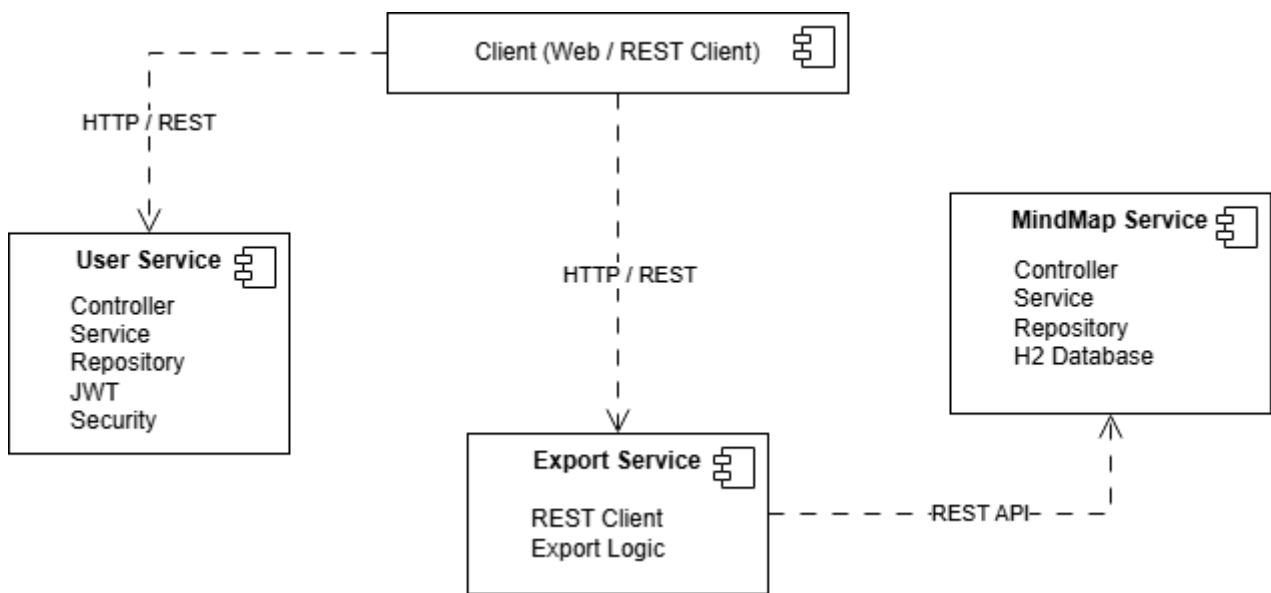 Client (Web / REST Client)
HTTP / REST
User Service
Controller
Service
Repository
JWT
Security
HTTP / REST
MindMap Service
Controller
Service
Repository
H2 Database
Export Service
REST Client
Export Logic
REST API